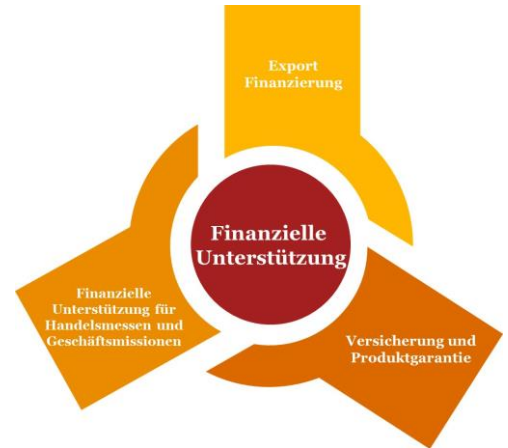 Export
Finanzierung
Finanzielle
Unterstützung
Finanzielle
Unterstützung für
Handelsmessen und
Geschäftsmissionen
Versicherung und
Produktgarantie